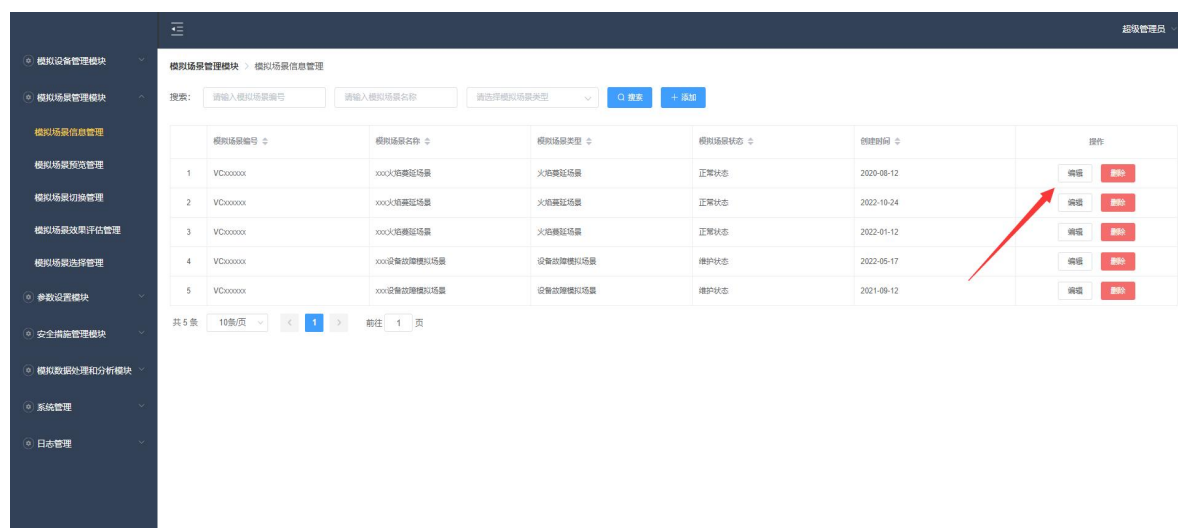 超级管理员
模拟设备管理模块
模拟场景管理模块
模拟场景信息管理
模拟场景预览管理
模拟场景切换管理
模拟场景效果评估管理
模拟场景选择管理
参数设置模块
安全措施管理模块
模拟数据处理和分析模块
系统管理
日志管理
模拟场景管理模块 > 模拟场景信息管理
搜索: 请输入模拟场景编号 请输入模拟场景名称 请选择模拟场景类型 搜索 + 添加
模拟场景编号 模拟场景名称 模拟场景类型 模拟场景状态 创建时间 操作
1 VCxxxxxx xxx火焰蔓延场景 火焰蔓延场景 正常状态 2020-08-12 编辑 删除
2 VCxxxxxx xxx火焰蔓延场景 火焰蔓延场景 正常状态 2022-10-24 编辑 删除
3 VCxxxxxx xxx火焰蔓延场景 火焰蔓延场景 正常状态 2022-01-12 编辑 删除
4 VCxxxxxx xxx设备故障模拟场景 设备故障模拟场景 维护状态 2022-05-17 编辑 删除
5 VCxxxxxx xxx设备故障模拟场景 设备故障模拟场景 维护状态 2021-09-12 编辑 删除
共 5 条 10条/页 < 1 > 前往 1 页